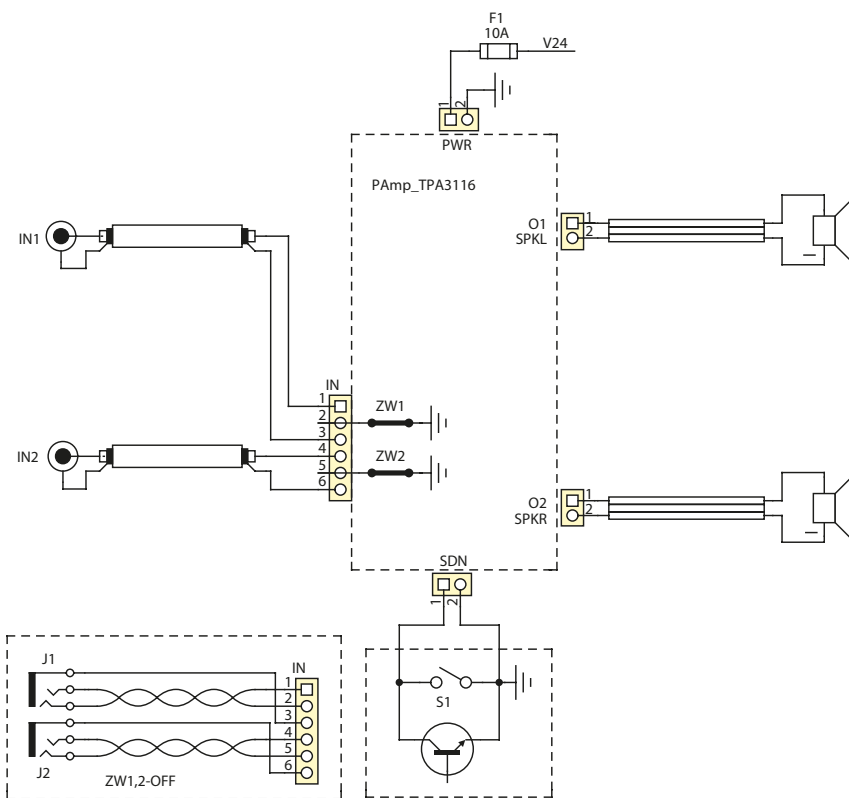 F1
10A
V24
1 2
PWR
PAmp_TPA3116
IN1
O1
SPKL
1
2
IN
1
2
3
4
5
6
ZW1
ZW2
IN2
O2
SPKR
1
2
SDN
1 2
S1
J1
J2
IN
1
2
3
4
5
6
ZW1,2-OFF